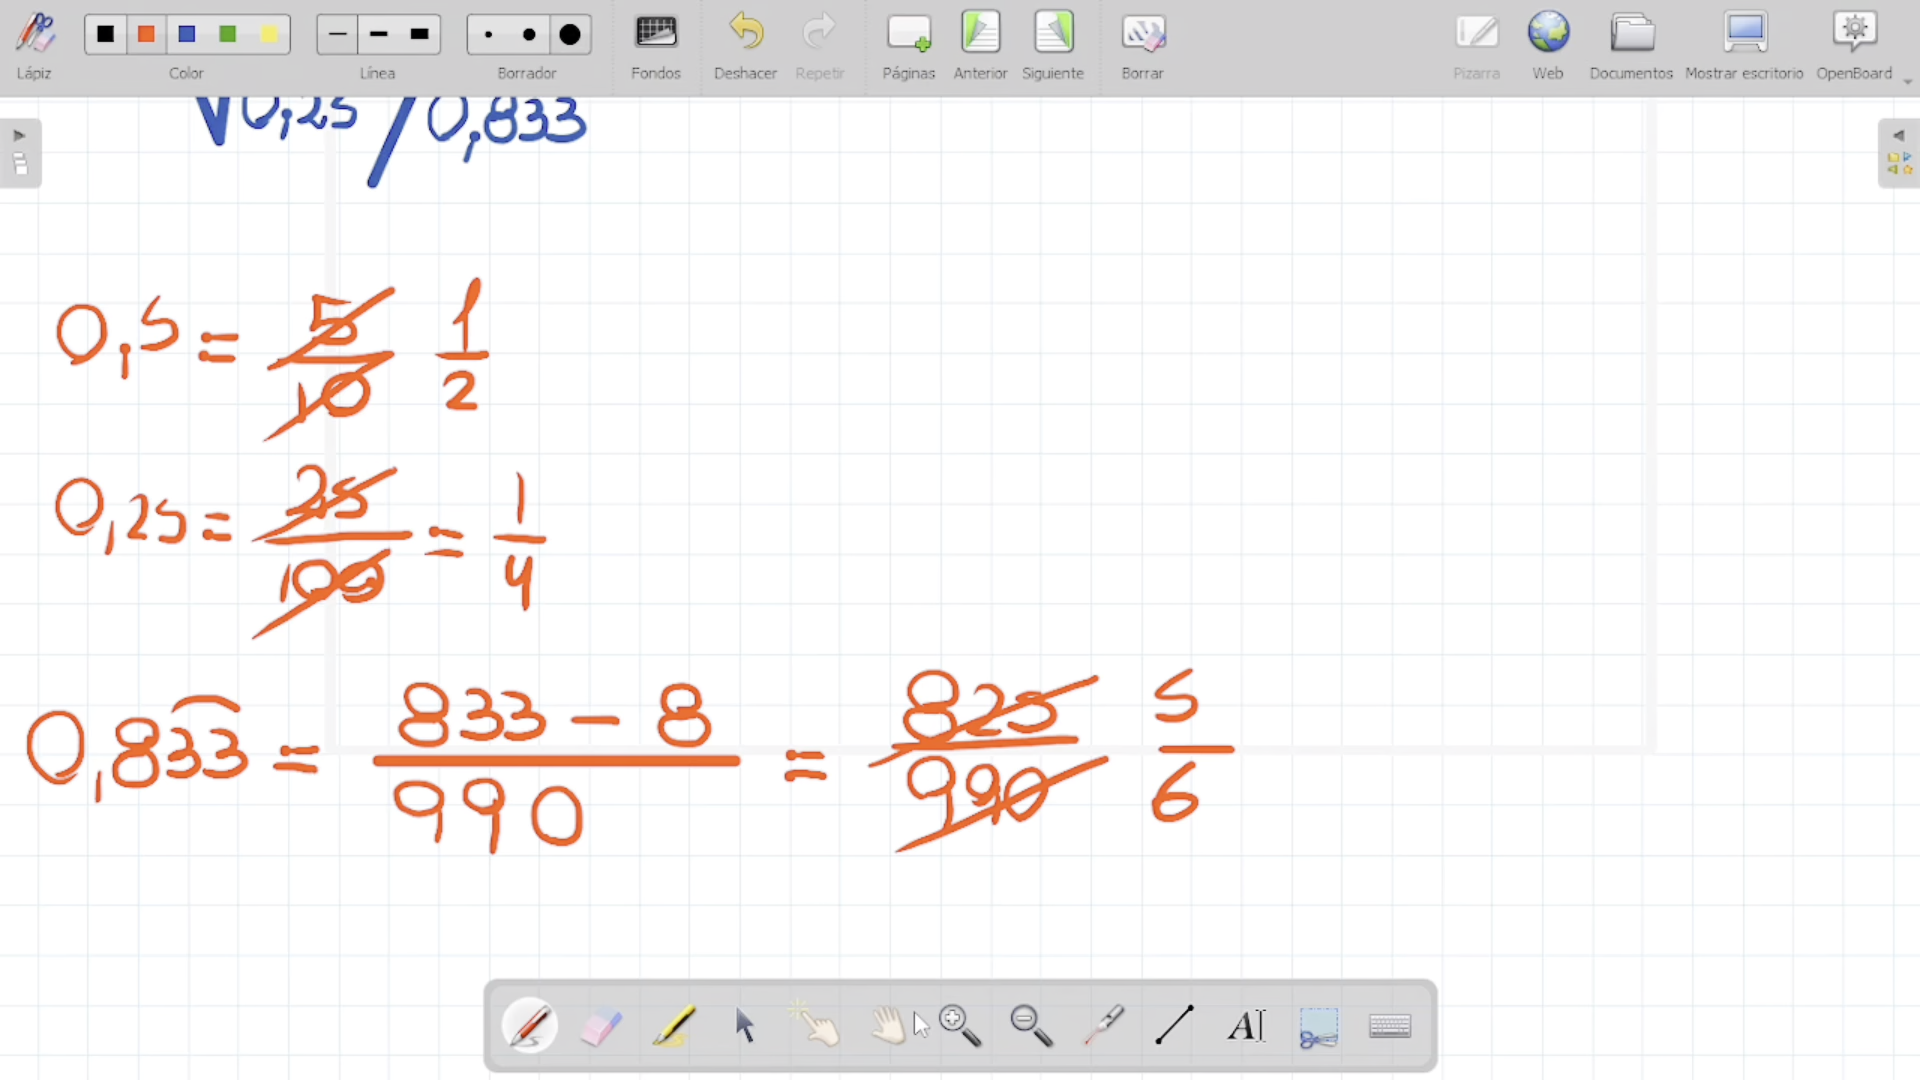 Lápiz Color Línea Borrador Fondos Deshacer Repetir Páginas Anterior Siguiente Borrar Pizarra Web Documentos Mostrar escritorio OpenBoard
√0,25 / 0,833
0,5 = 5/10 1/2
0,25 = 25/100 = 1/4
0,833 = 833 - 8 / 990 = 825/990 5/6